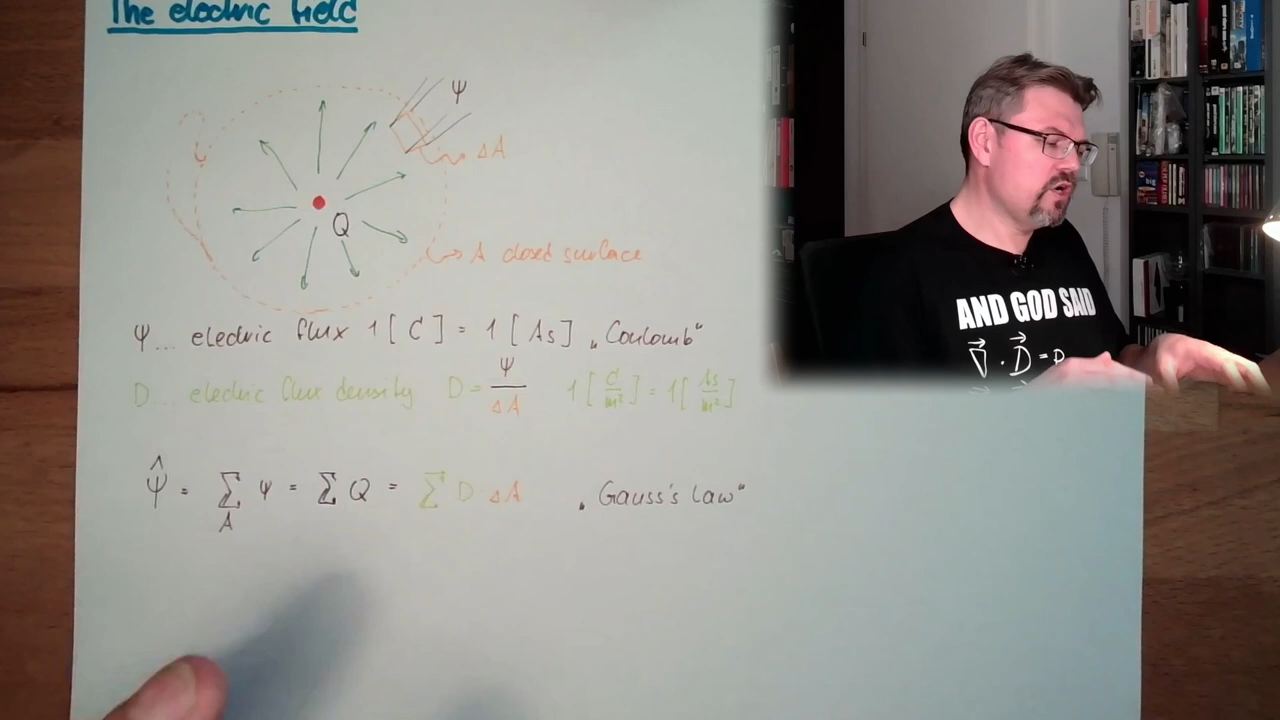 The electric field
Ψ
ΔA
Q
A closed surface
Ψ... electric flux 1[C] = 1[As] „Coulomb“
D... electric flux density D = Ψ/ΔA 1[C/m²] = 1[As/m²]
Ψ̂ = Σ_A Ψ = Σ Q = Σ D ΔA „Gauss's Law“
AND GOD SAID
∇⃗ · D⃗ = ρ